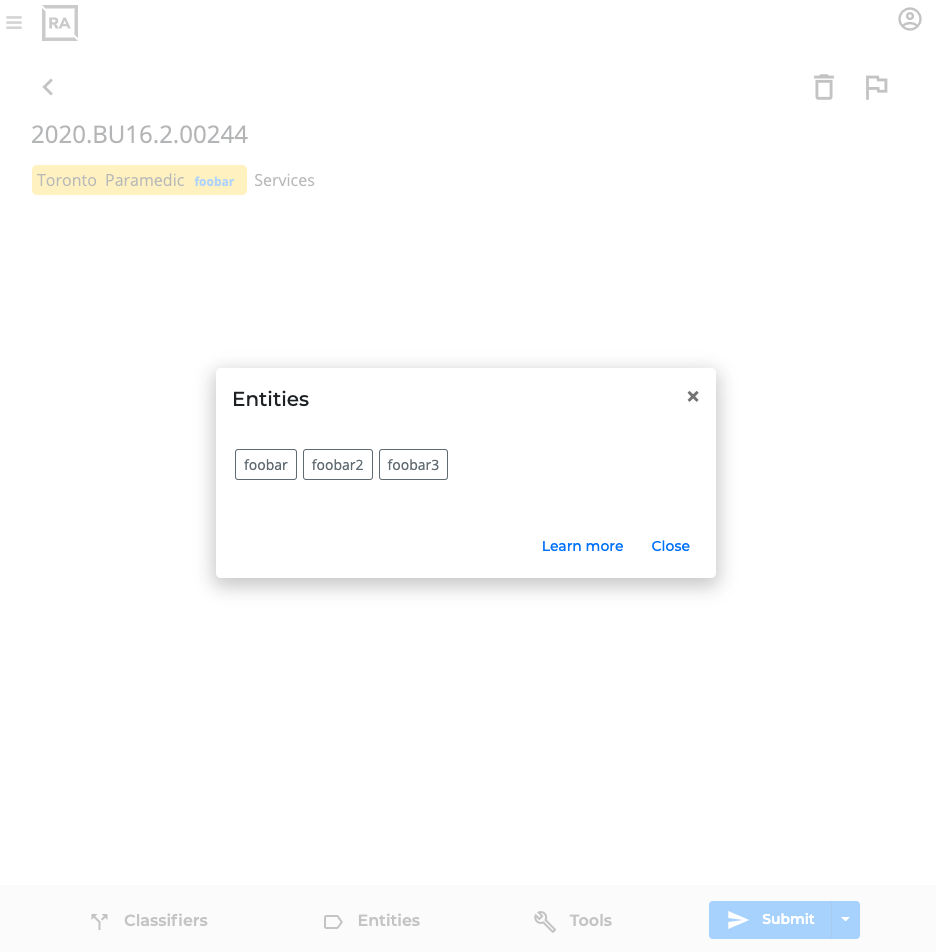 RA
2020.BU16.2.00244
Toronto Paramedic foobar Services
Entities
foobar foobar2 foobar3
Learn more Close
Classifiers Entities Tools Submit